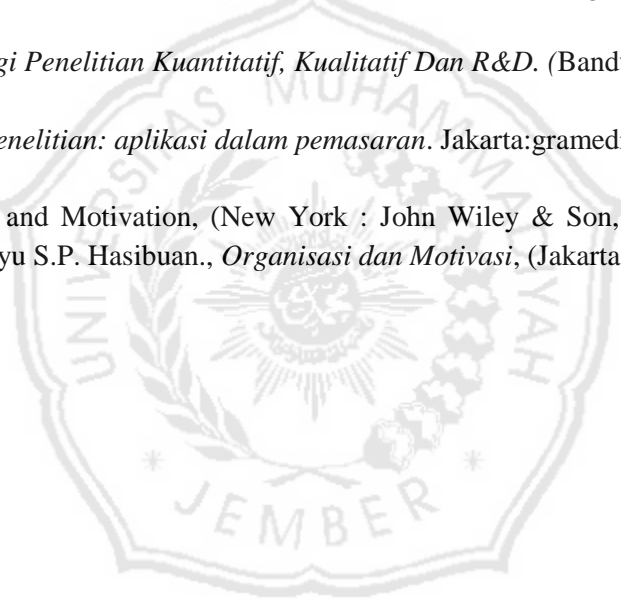 gi Penelitian Kuantitatif, Kualitatif Dan R&D. (Band
enelitian: aplikasi dalam pemasaran. Jakarta:gramed
and Motivation, (New York : John Wiley & Son,
yu S.P. Hasibuan., Organisasi dan Motivasi, (Jakarta
UNIVERSITAS MUHAMMADIYAH
JEMBER